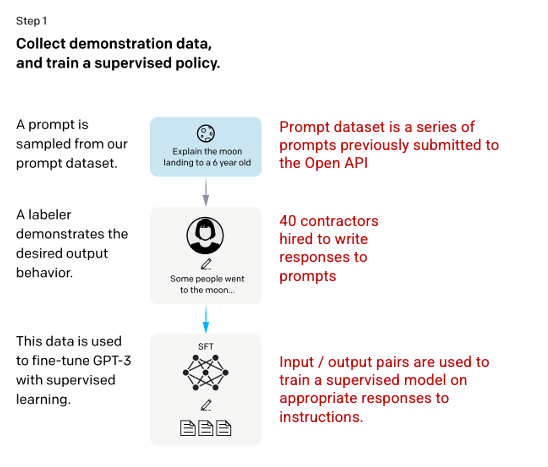 Step 1
Collect demonstration data,
and train a supervised policy.
A prompt is
sampled from our
prompt dataset.
Explain the moon
landing to a 6 year old
Prompt dataset is a series of
prompts previously submitted to
the Open API
A labeler
demonstrates the
desired output
behavior.
Some people went
to the moon...
40 contractors
hired to write
responses to
prompts
This data is used
to fine-tune GPT-3
with supervised
learning.
SFT
Input / output pairs are used to
train a supervised model on
appropriate responses to
instructions.